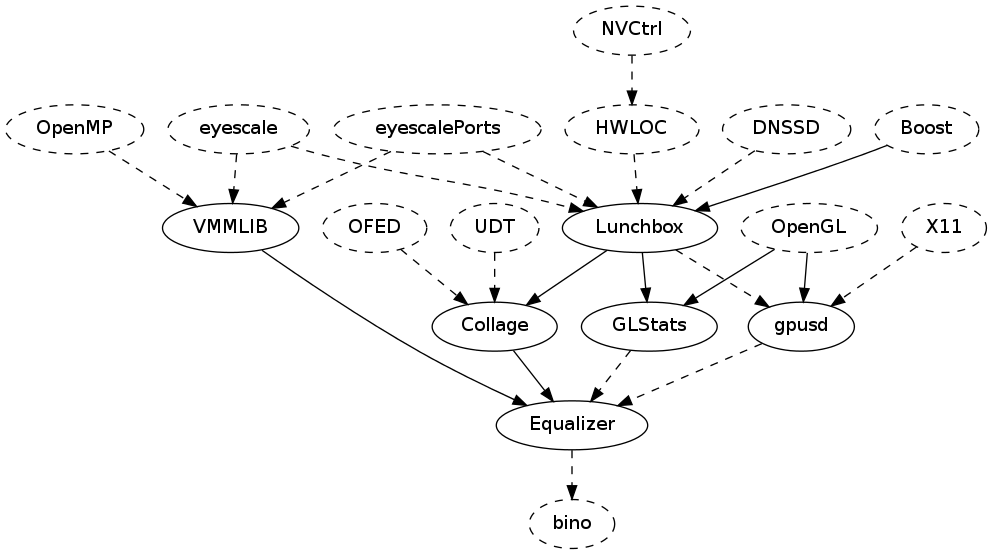 NVCtrl
OpenMP
eyescale
eyescalePorts
HWLOC
DNSSD
Boost
VMMLIB
OFED
UDT
Lunchbox
OpenGL
X11
Collage
GLStats
gpusd
Equalizer
bino